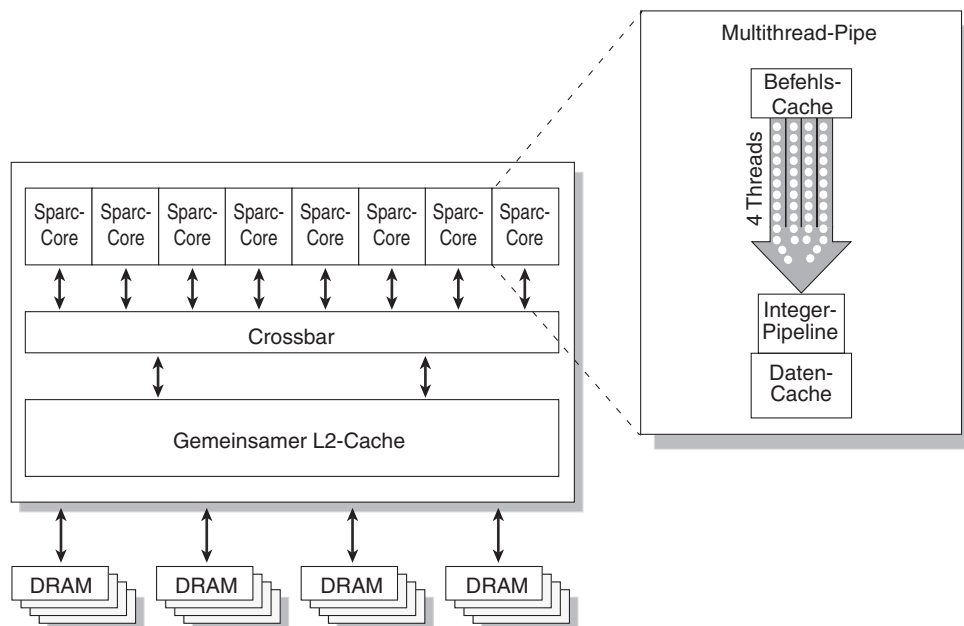 Multithread-Pipe
Befehls-
Cache
4 Threads
Integer-
Pipeline
Daten-
Cache
Sparc-
Core
Sparc-
Core
Sparc-
Core
Sparc-
Core
Sparc-
Core
Sparc-
Core
Sparc-
Core
Sparc-
Core
Crossbar
Gemeinsamer L2-Cache
DRAM
DRAM
DRAM
DRAM